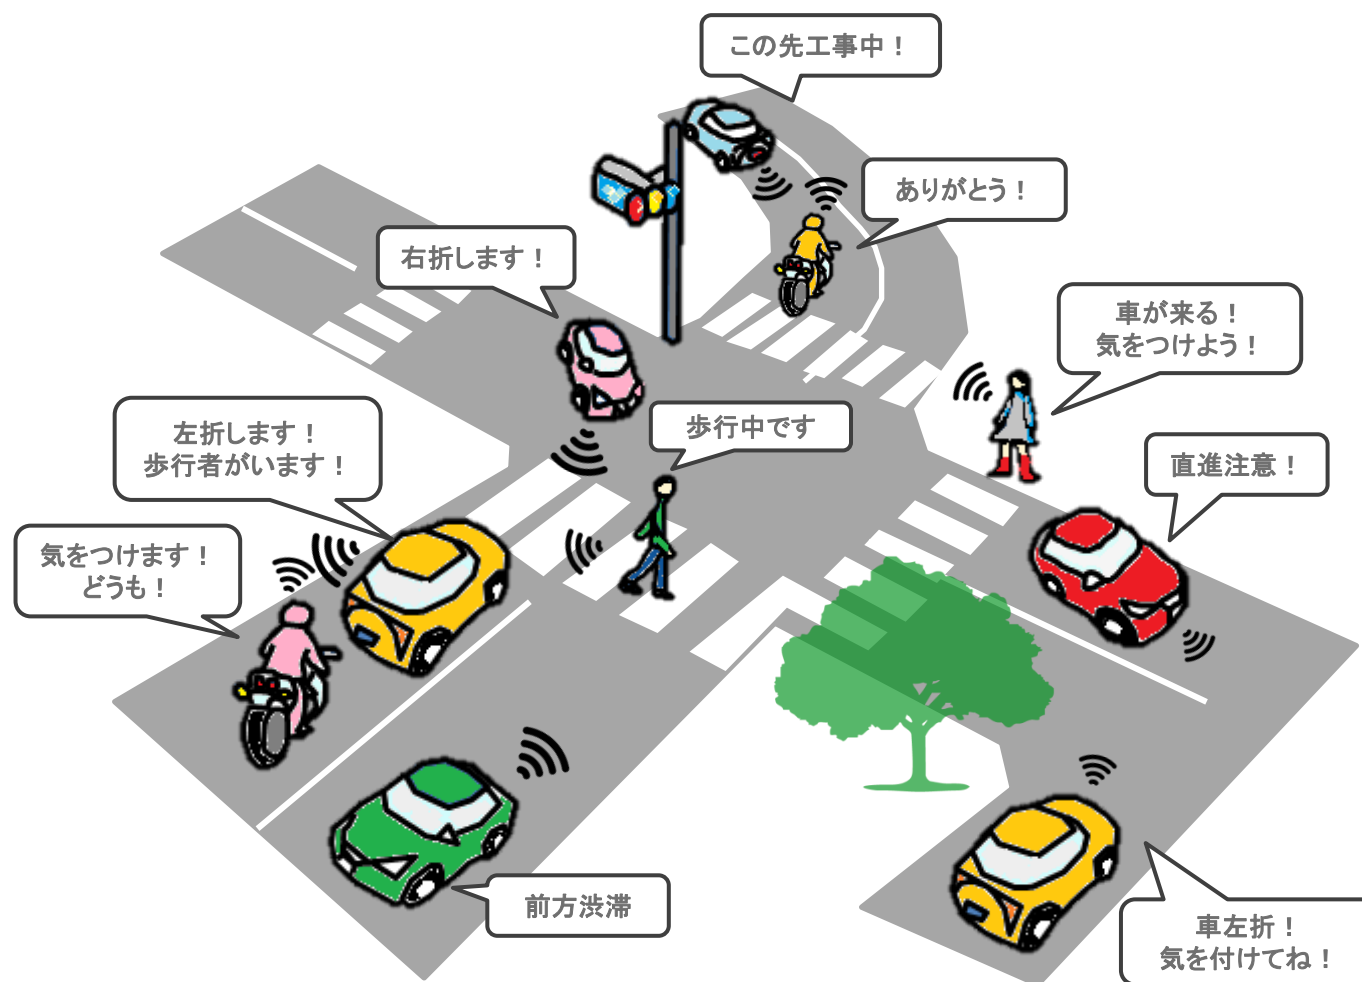 この先工事中！
ありがとう！
右折します！
車が来る！
気をつけよう！
左折します！
歩行者がいます！
歩行中です
直進注意！
気をつけます！
どうも！
前方渋滞
車左折！
気を付けてね！